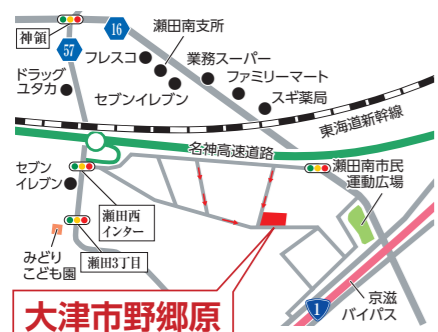 神領
16
瀬田南支所
57
フレスコ
業務スーパー
ドラッグ
ユタカ
ファミリーマート
セブンイレブン
スギ薬局
東海道新幹線
名神高速道路
セブン
イレブン
瀬田南市民
運動広場
瀬田西
インター
みどり
こども園
瀬田3丁目
1
京滋
バイパス
大津市野郷原